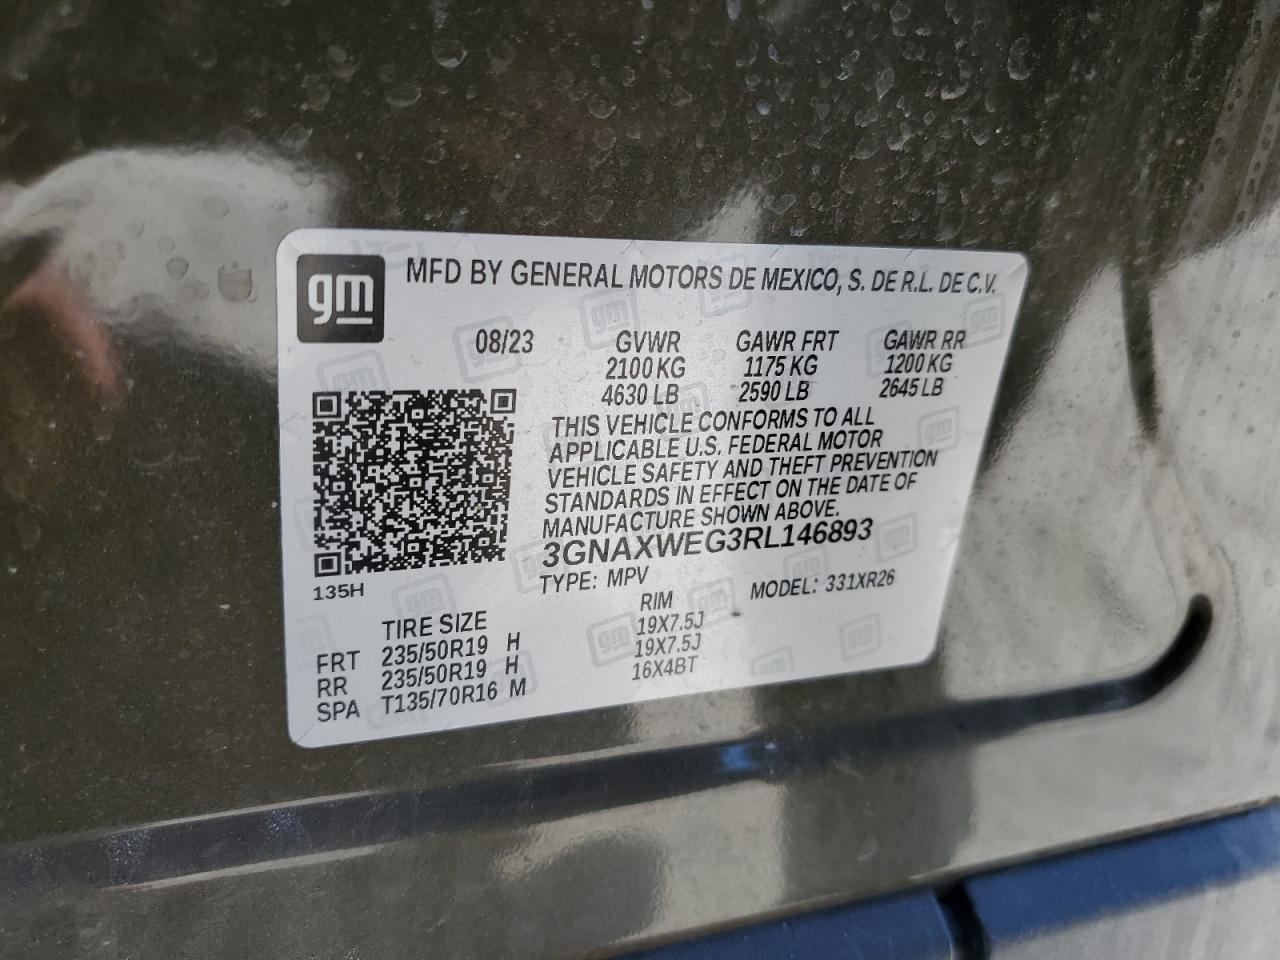 gm
MFD BY GENERAL MOTORS DE MEXICO, S. DE R.L. DE C.V.
08/23 GVWR GAWR FRT GAWR RR
2100 KG 1175 KG 1200 KG
4630 LB 2590 LB 2645 LB
THIS VEHICLE CONFORMS TO ALL
APPLICABLE U.S. FEDERAL MOTOR
VEHICLE SAFETY AND THEFT PREVENTION
STANDARDS IN EFFECT ON THE DATE OF
MANUFACTURE SHOWN ABOVE.
3GNAXWEG3RL146893
TYPE: MPV MODEL: 331XR26
135H
TIRE SIZE RIM
FRT 235/50R19 H 19X7.5J
RR 235/50R19 H 19X7.5J
SPA T135/70R16 M 16X4BT